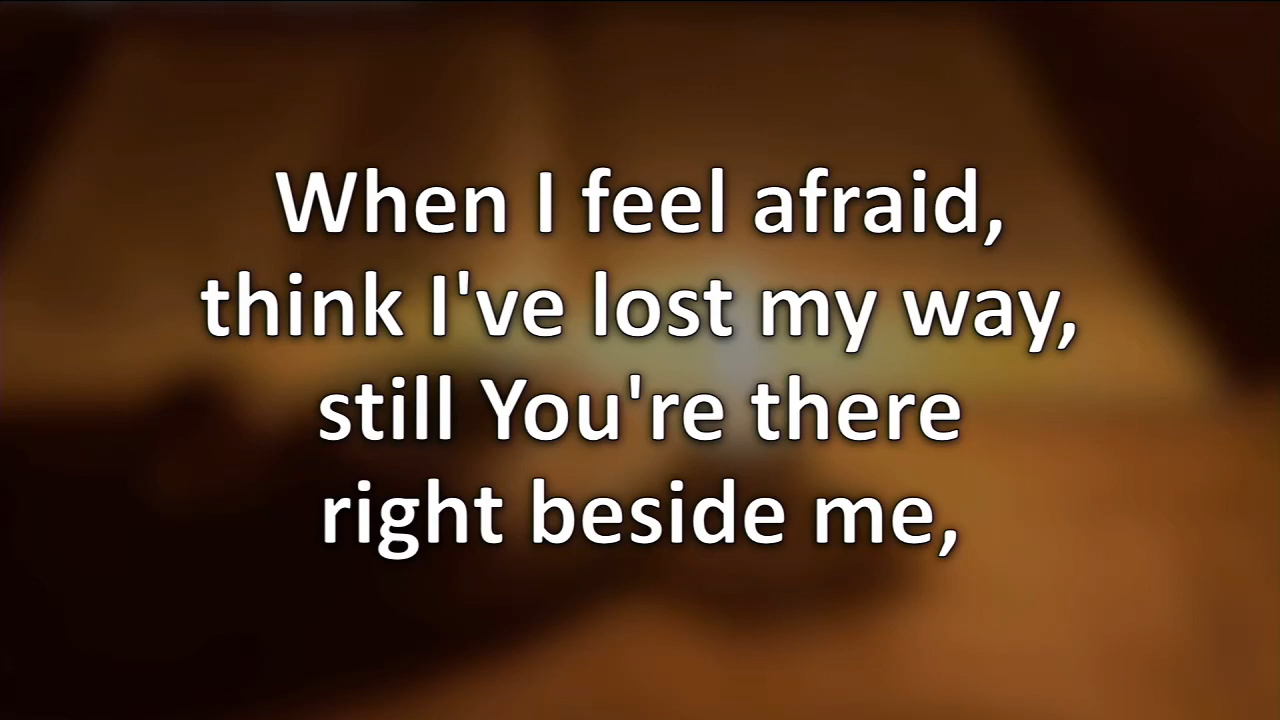 When I feel afraid,
think I've lost my way,
still You're there
right beside me,